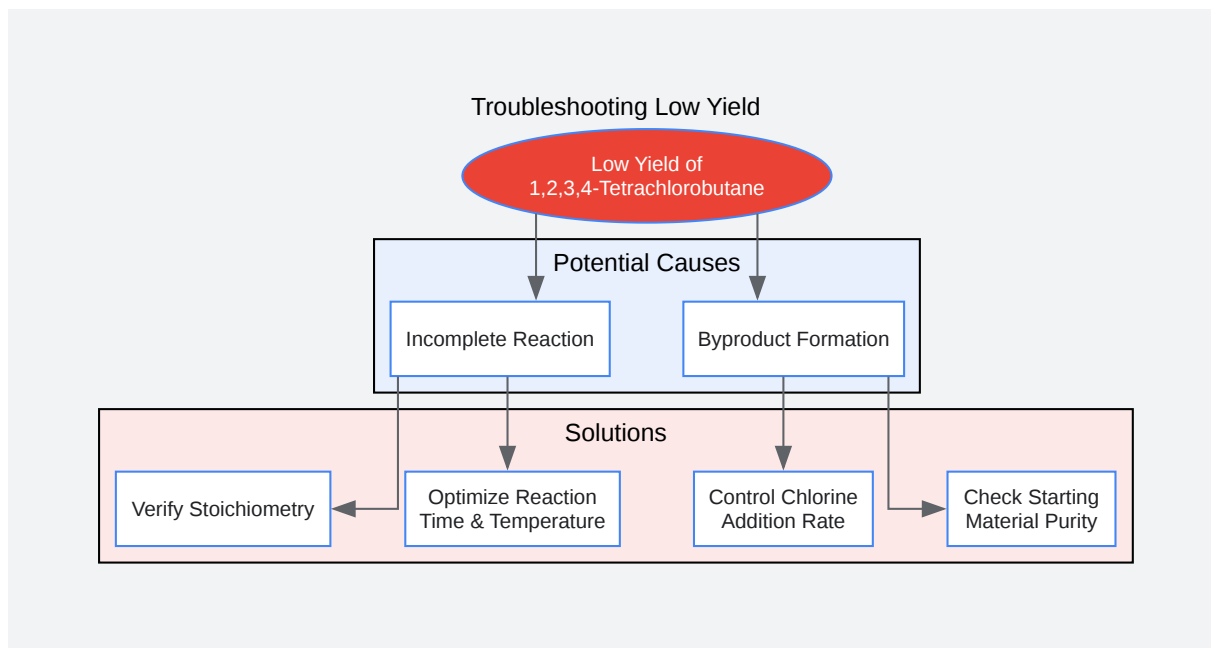 Troubleshooting Low Yield
Low Yield of
1,2,3,4-Tetrachlorobutane
Potential Causes
Incomplete Reaction
Byproduct Formation
Solutions
Verify Stoichiometry
Optimize Reaction
Time & Temperature
Control Chlorine
Addition Rate
Check Starting
Material Purity